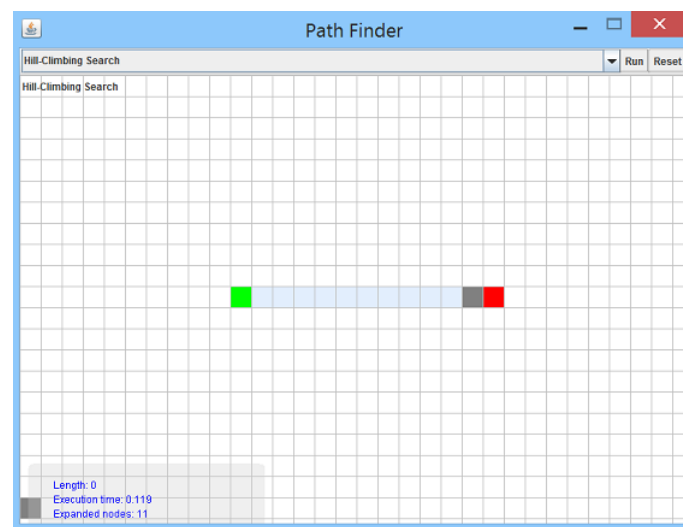 Path Finder
Hill-Climbing Search
Run
Reset
Hill-Climbing Search
Length: 0
Execution time: 0.119
Expanded nodes: 11